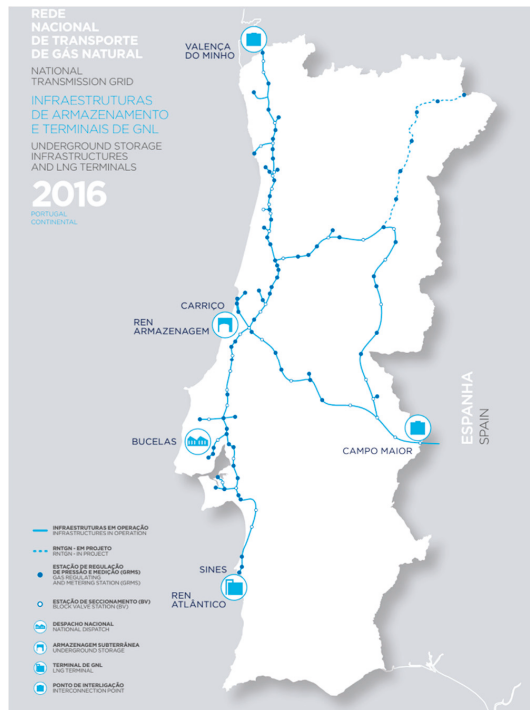 REDE
NACIONAL
DE TRANSPORTE
DE GÁS NATURAL
NATIONAL
TRANSMISSION GRID
INFRAESTRUTURAS
DE ARMAZENAMENTO
E TERMINAIS DE GNL
UNDERGROUND STORAGE
INFRASTRUCTURES
AND LNG TERMINALS
2016
PORTUGAL
CONTINENTAL
VALENÇA
DO MINHO
CARRIÇO
REN
ARMAZENAGEM
BUCELAS
CAMPO MAIOR
ESPANHA
SPAIN
SINES
REN
ATLÂNTICO
INFRAESTRUTURAS EM OPERAÇÃO
INFRASTRUCTURES IN OPERATION
RNTGN - EM PROJETO
RNTGN - IN PROJECT
ESTAÇÃO DE REGULAÇÃO
DE PRESSÃO E MEDIÇÃO (GRMS)
GAS REGULATING
AND METERING STATION (GRMS)
ESTAÇÃO DE SECCIONAMENTO (BV)
BLOCK VALVE STATION (BV)
DESPACHO NACIONAL
NATIONAL DISPATCH
ARMAZENAGEM SUBTERRÂNEA
UNDERGROUND STORAGE
TERMINAL DE GNL
LNG TERMINAL
PONTO DE INTERLIGAÇÃO
INTERCONNECTION POINT